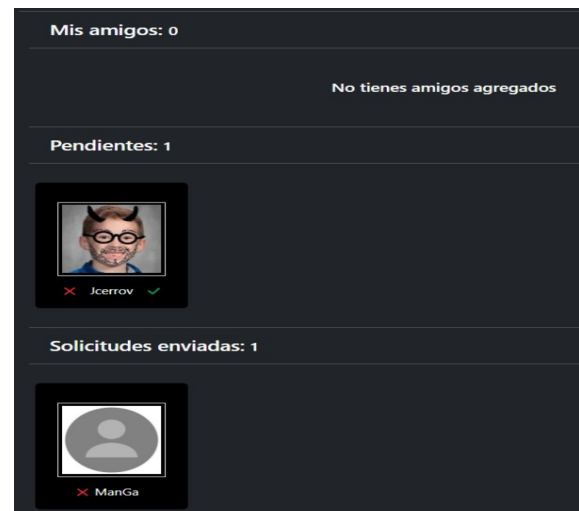 Mis amigos: 0
No tienes amigos agregados
Pendientes: 1
Jcerrov
Solicitudes enviadas: 1
ManGa